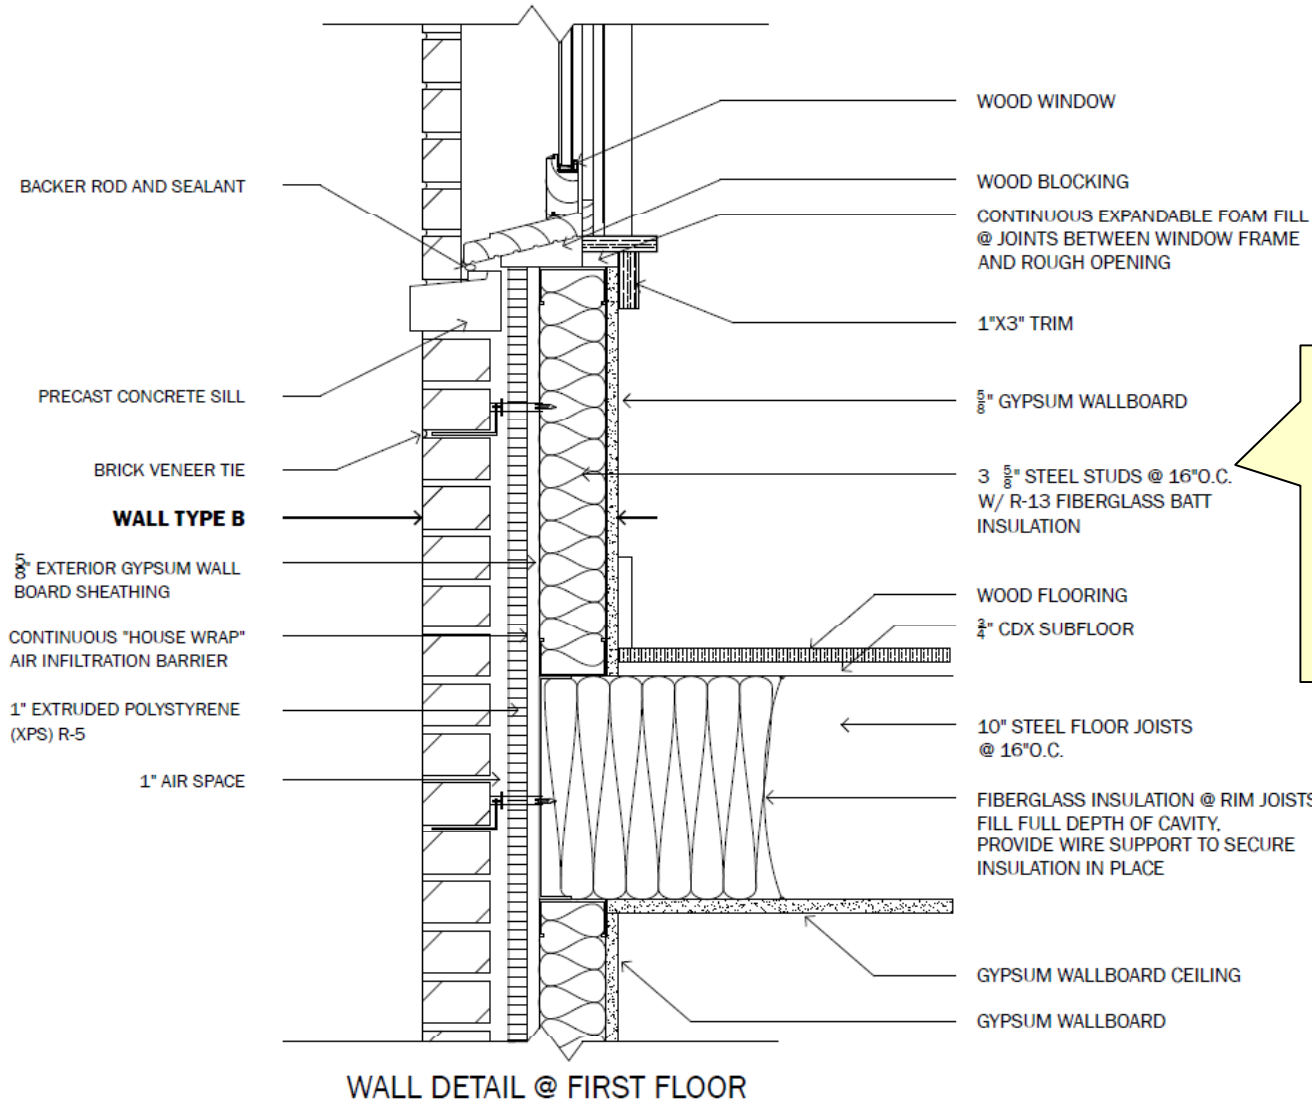 WOOD WINDOW
BACKER ROD AND SEALANT
WOOD BLOCKING
CONTINUOUS EXPANDABLE FOAM FILL
@ JOINTS BETWEEN WINDOW FRAME
AND ROUGH OPENING
1"X3" TRIM
PRECAST CONCRETE SILL
5/8" GYPSUM WALLBOARD
BRICK VENEER TIE
3 5/8" STEEL STUDS @ 16"O.C.
W/ R-13 FIBERGLASS BATT
INSULATION
WALL TYPE B
5/8" EXTERIOR GYPSUM WALL
BOARD SHEATHING
WOOD FLOORING
3/4" CDX SUBFLOOR
CONTINUOUS "HOUSE WRAP"
AIR INFILTRATION BARRIER
1" EXTRUDED POLYSTYRENE
(XPS) R-5
10" STEEL FLOOR JOISTS
@ 16"O.C.
1" AIR SPACE
FIBERGLASS INSULATION @ RIM JOISTS
FILL FULL DEPTH OF CAVITY.
PROVIDE WIRE SUPPORT TO SECURE
INSULATION IN PLACE
GYPSUM WALLBOARD CEILING
GYPSUM WALLBOARD
WALL DETAIL @ FIRST FLOOR